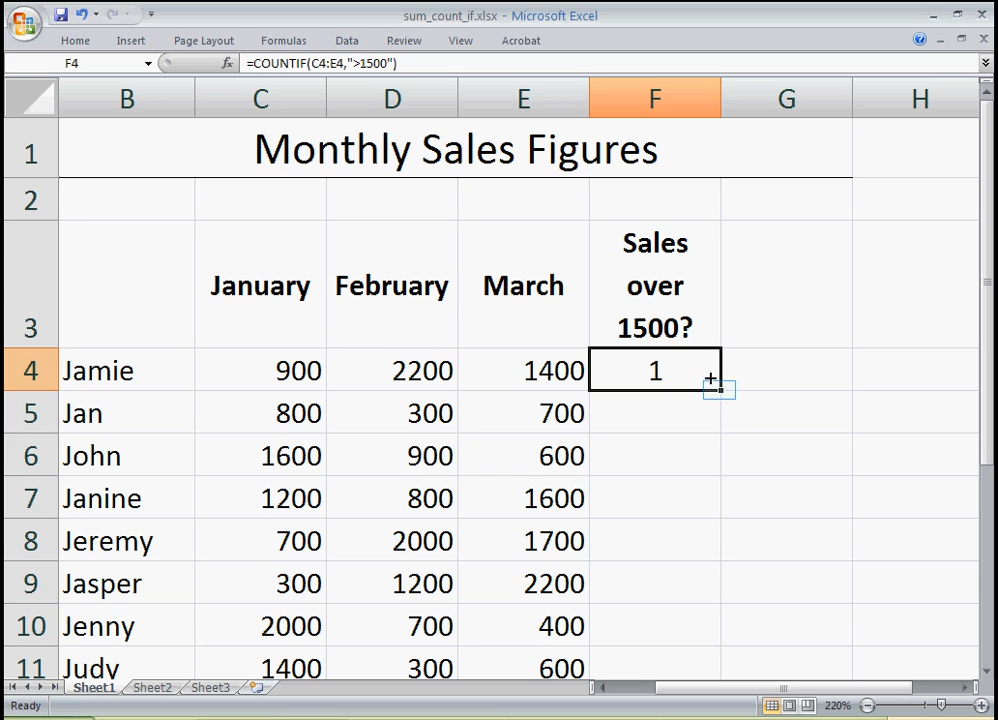 sum_count_if.xlsx - Microsoft Excel
Home Insert Page Layout Formulas Data Review View Acrobat
F4 fx =COUNTIF(C4:E4,">1500")
B C D E F G H
1 Monthly Sales Figures
2
3 January February March Sales over 1500?
4 Jamie 900 2200 1400 1
5 Jan 800 300 700
6 John 1600 900 600
7 Janine 1200 800 1600
8 Jeremy 700 2000 1700
9 Jasper 300 1200 2200
10 Jenny 2000 700 400
11 Judy 1400 300 600
Sheet1 Sheet2 Sheet3
Ready 220%